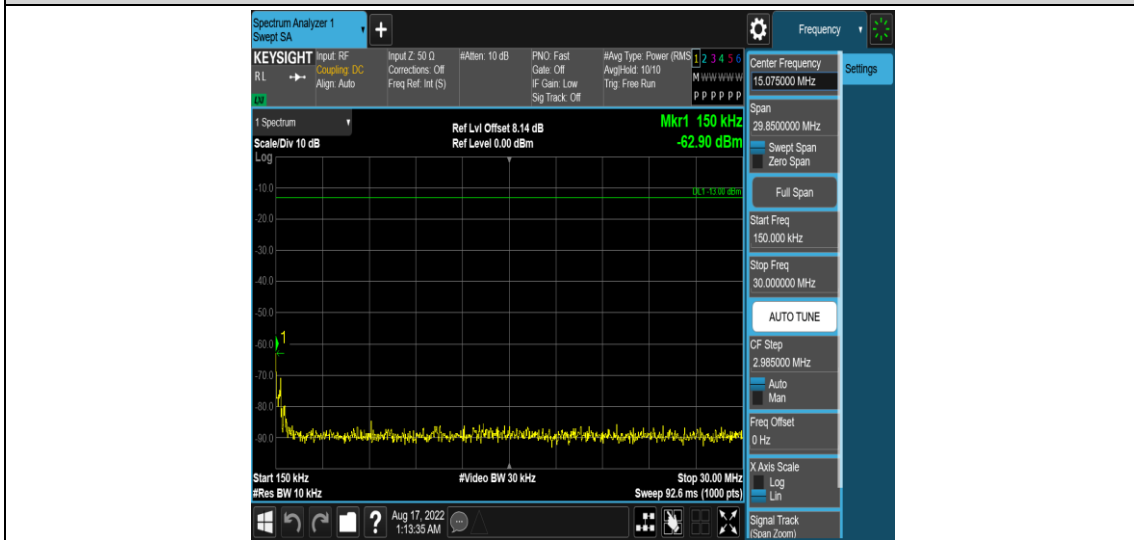 Spectrum Analyzer 1
Swept SA
+
Frequency
KEYSIGHT
RL
Input: RF
Coupling: DC
Align: Auto
Input Z: 50 Ω
Corrections: Off
Freq Ref: Int (S)
#Atten: 10 dB
PNO: Fast
Gate: Off
IF Gain: Low
Sig Track: Off
#Avg Type: Power (RMS
Avg|Hold: 10/10
Trig: Free Run
1 2 3 4 5 6
M W W W W W
P P P P P P
1 Spectrum
Scale/Div 10 dB
Log
Ref Lvl Offset 8.14 dB
Ref Level 0.00 dBm
Mkr1 150 kHz
-62.90 dBm
DL1 -13.00 dBm
-10.0
-20.0
-30.0
-40.0
-50.0
-60.0
1
-70.0
-80.0
-90.0
Start 150 kHz
#Res BW 10 kHz
#Video BW 30 kHz
Stop 30.00 MHz
Sweep 92.6 ms (1000 pts)
Center Frequency
15.075000 MHz
Settings
Span
29.8500000 MHz
Swept Span
Zero Span
Full Span
Start Freq
150.000 kHz
Stop Freq
30.000000 MHz
AUTO TUNE
CF Step
2.985000 MHz
Auto
Man
Freq Offset
0 Hz
X Axis Scale
Log
Lin
Signal Track
(Span Zoom)
?
Aug 17, 2022
1:13:35 AM